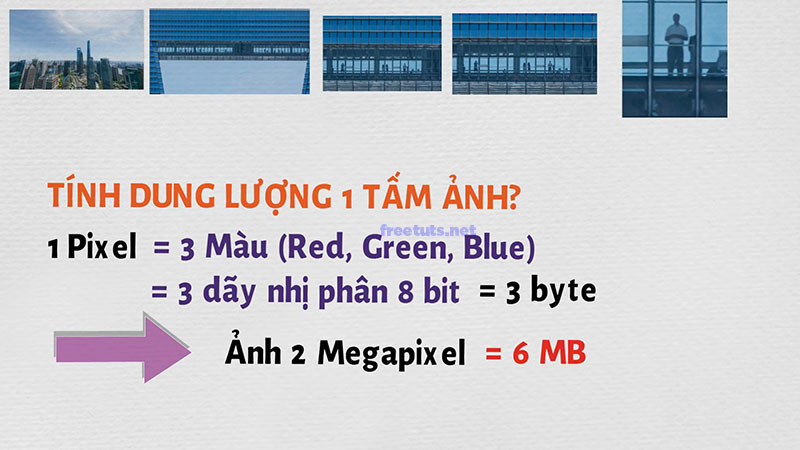 TÍNH DUNG LƯỢNG 1 TẤM ẢNH?
freetuts.net
1 Pixel = 3 Màu (Red, Green, Blue)
= 3 dãy nhị phân 8 bit = 3 byte
Ảnh 2 Megapixel = 6 MB